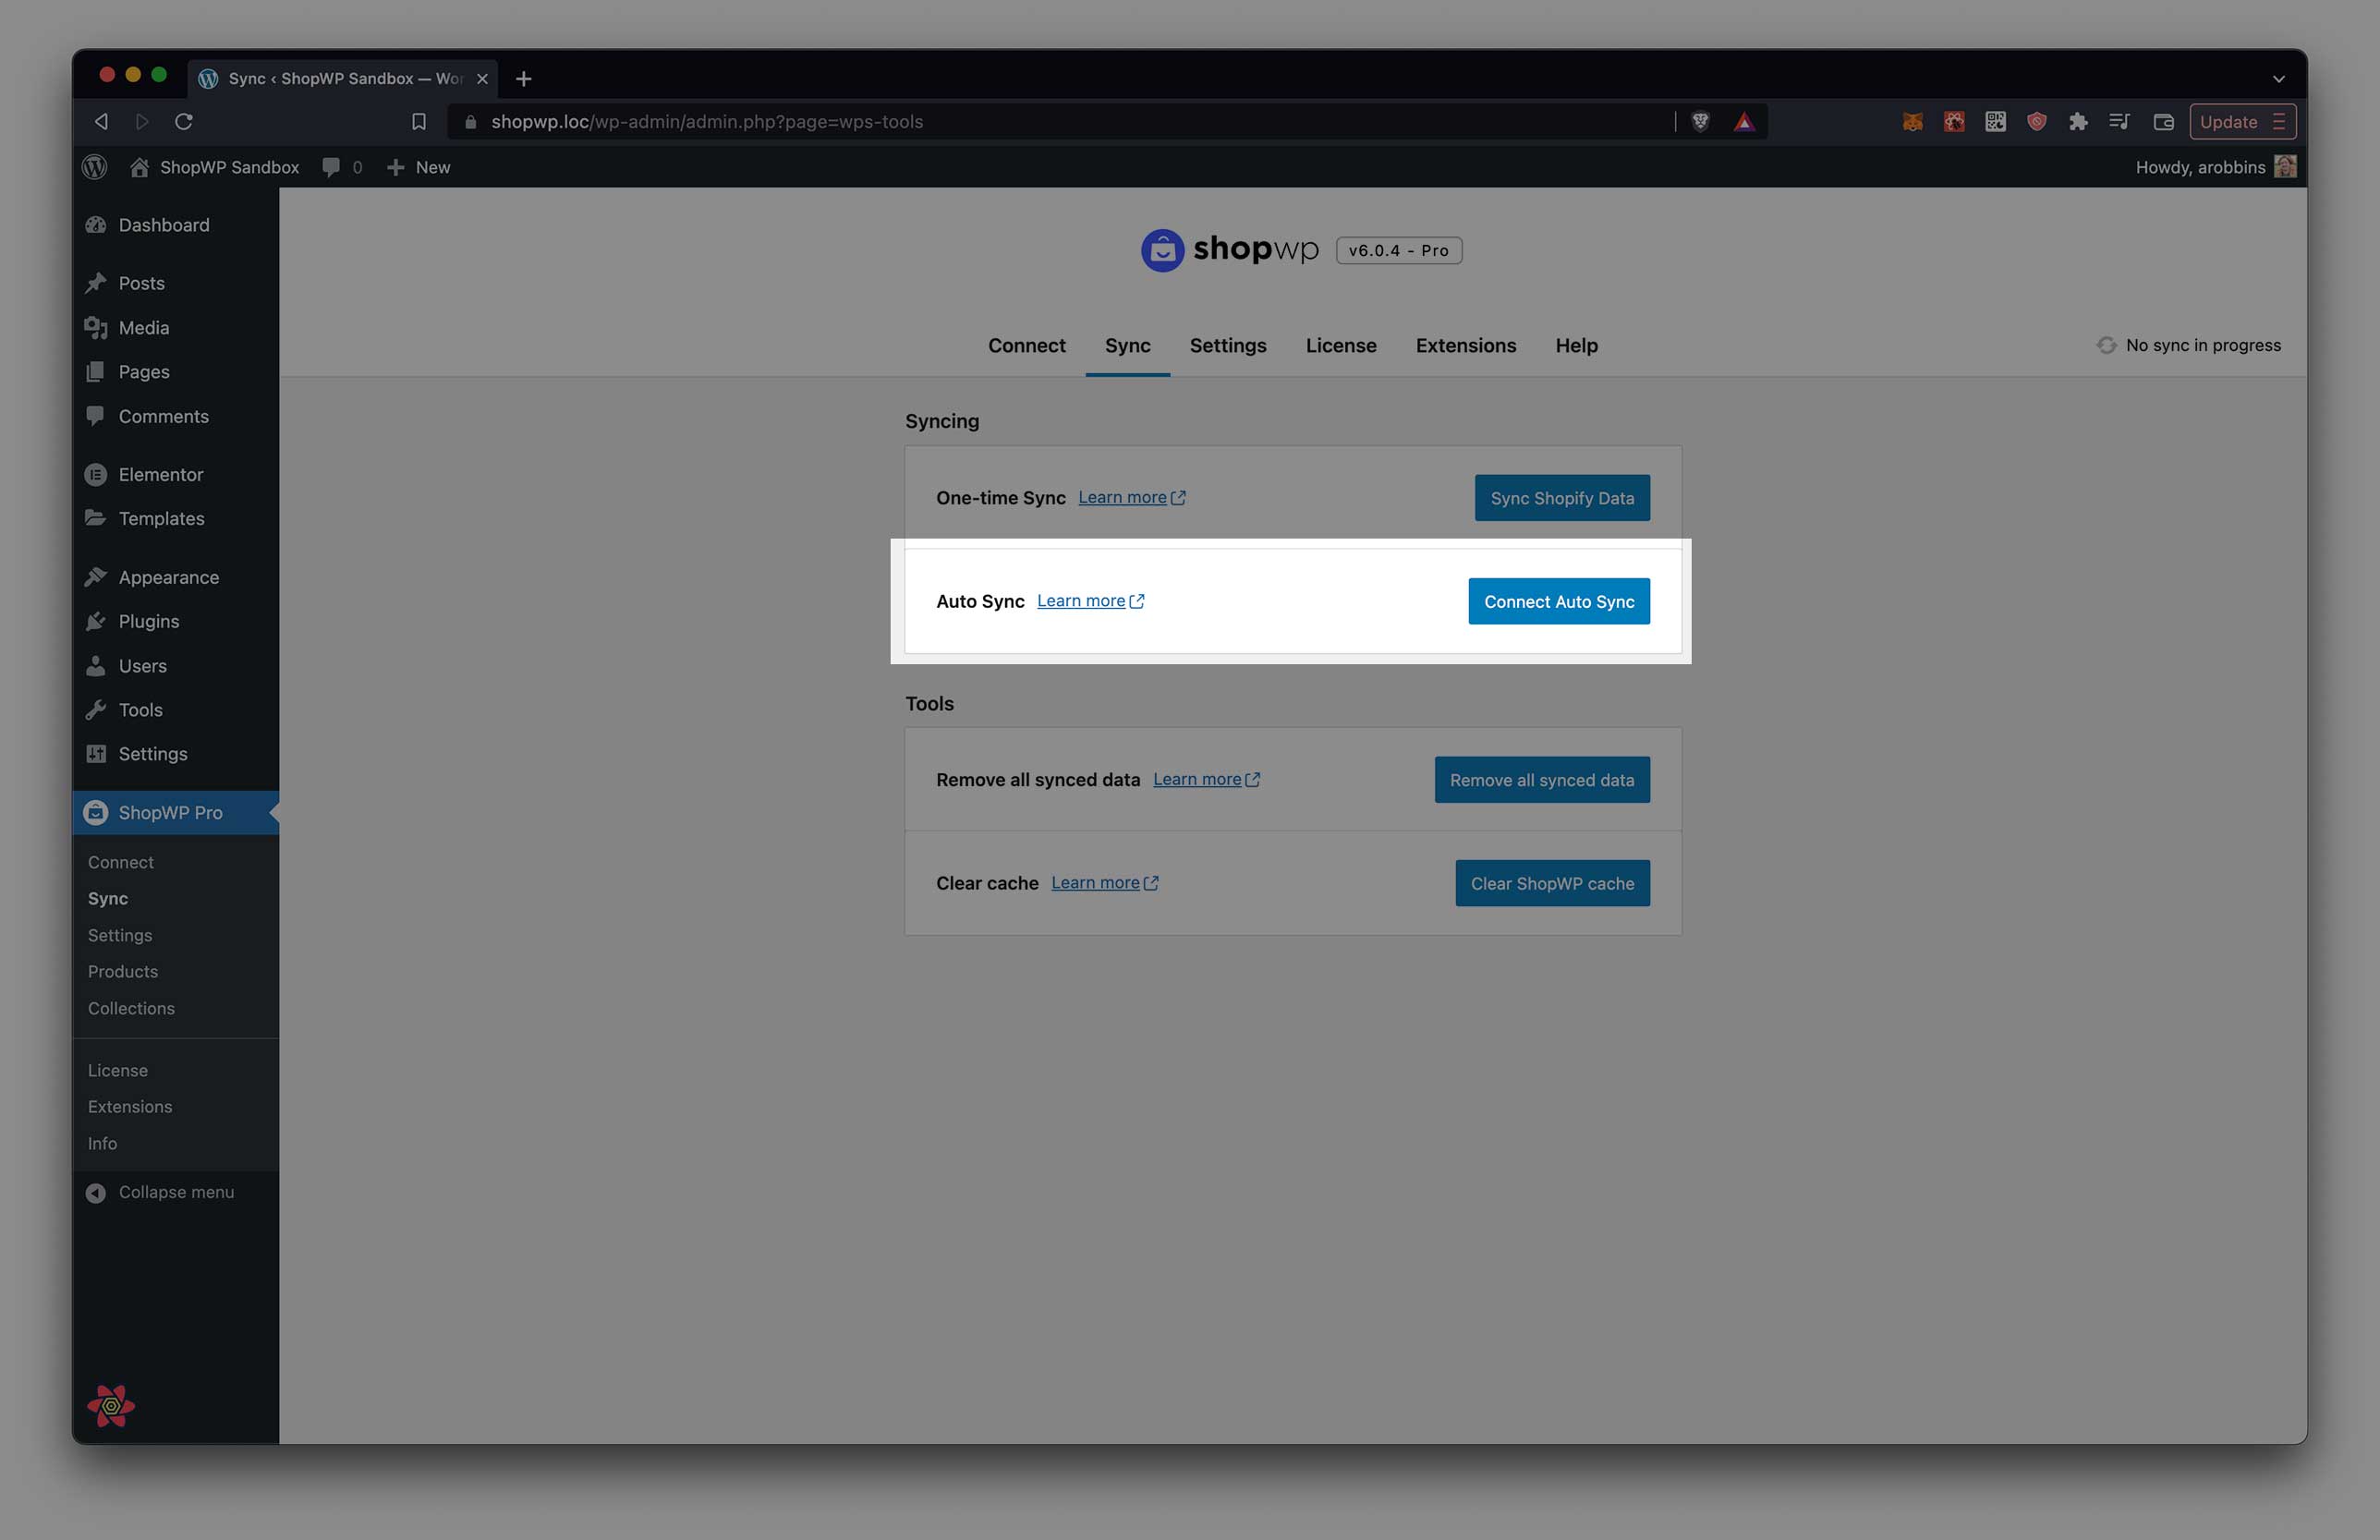 Sync ‹ ShopWP Sandbox — Wor
shopwp.loc/wp-admin/admin.php?page=wps-tools
Update
ShopWP Sandbox 0 New
Howdy, arobbins
Dashboard
Posts
Media
Pages
Comments
Elementor
Templates
Appearance
Plugins
Users
Tools
Settings
ShopWP Pro
Connect
Sync
Settings
Products
Collections
License
Extensions
Info
Collapse menu
shopwp v6.0.4 - Pro
Connect Sync Settings License Extensions Help
No sync in progress
Syncing
One-time Sync Learn more Sync Shopify Data
Auto Sync Learn more Connect Auto Sync
Tools
Remove all synced data Learn more Remove all synced data
Clear cache Learn more Clear ShopWP cache